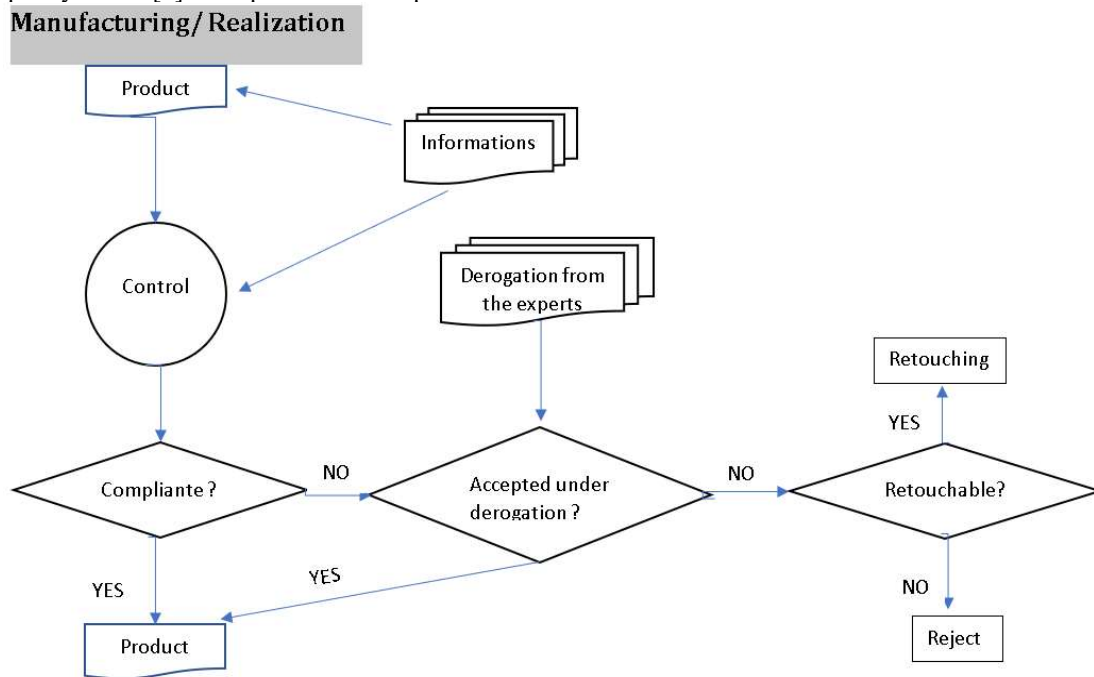 Manufacturing/ Realization
Product
Informations
Control
Derogation from
the experts
Retouching
YES
Compliante ?
NO
Accepted under
derogation ?
NO
Retouchable?
YES
YES
NO
Product
Reject